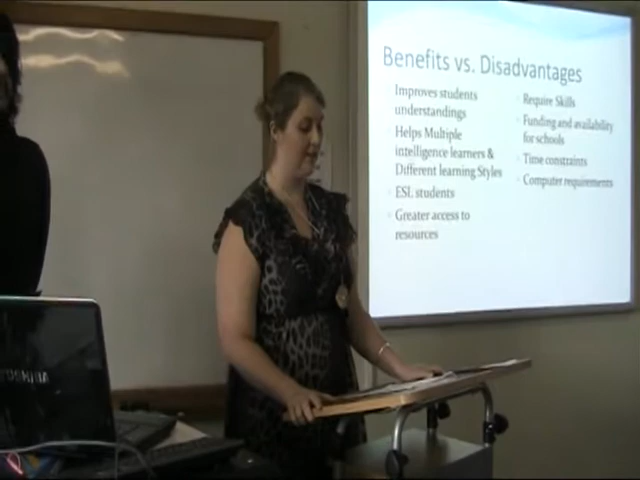 Benefits vs. Disadvantages
Improves students
understandings
Helps Multiple
intelligence learners &
Different learning Styles
ESL students
Greater access to
resources
Require Skills
Funding and availability
for schools
Time constraints
Computer requirements
TOSHIBA